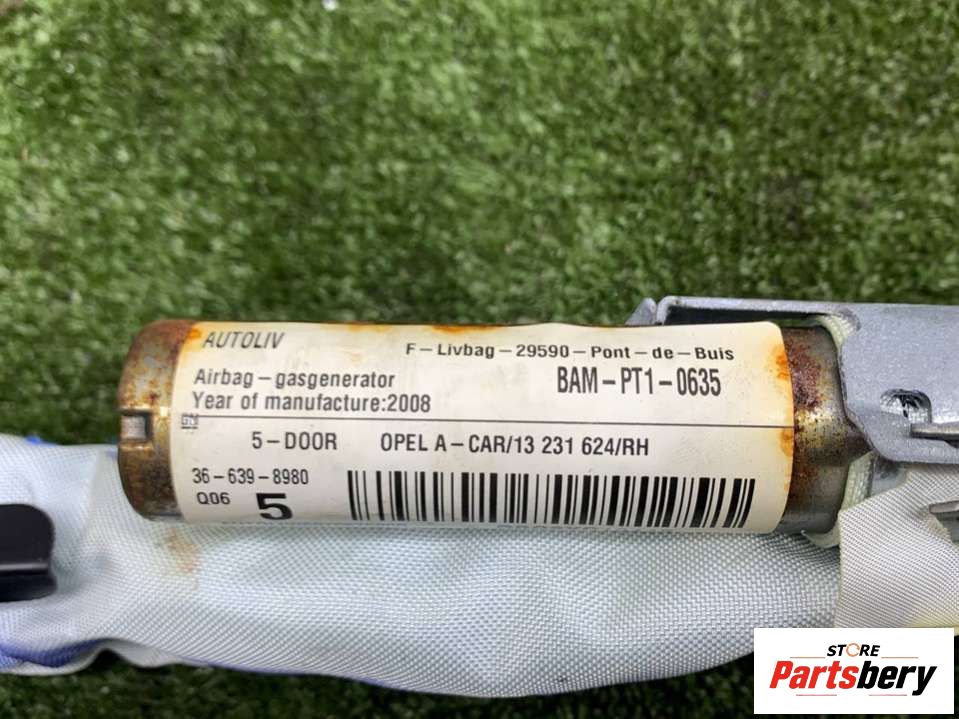 AUTOLIV
F-Livbag-29590-Pont-de-Buis
Airbag-gasgenerator
BAM-PT1-0635
Year of manufacture:2008
GM
5-DOOR OPEL A-CAR/13 231 624/RH
36-639-8980
Q06 5
STORE
Partsbery